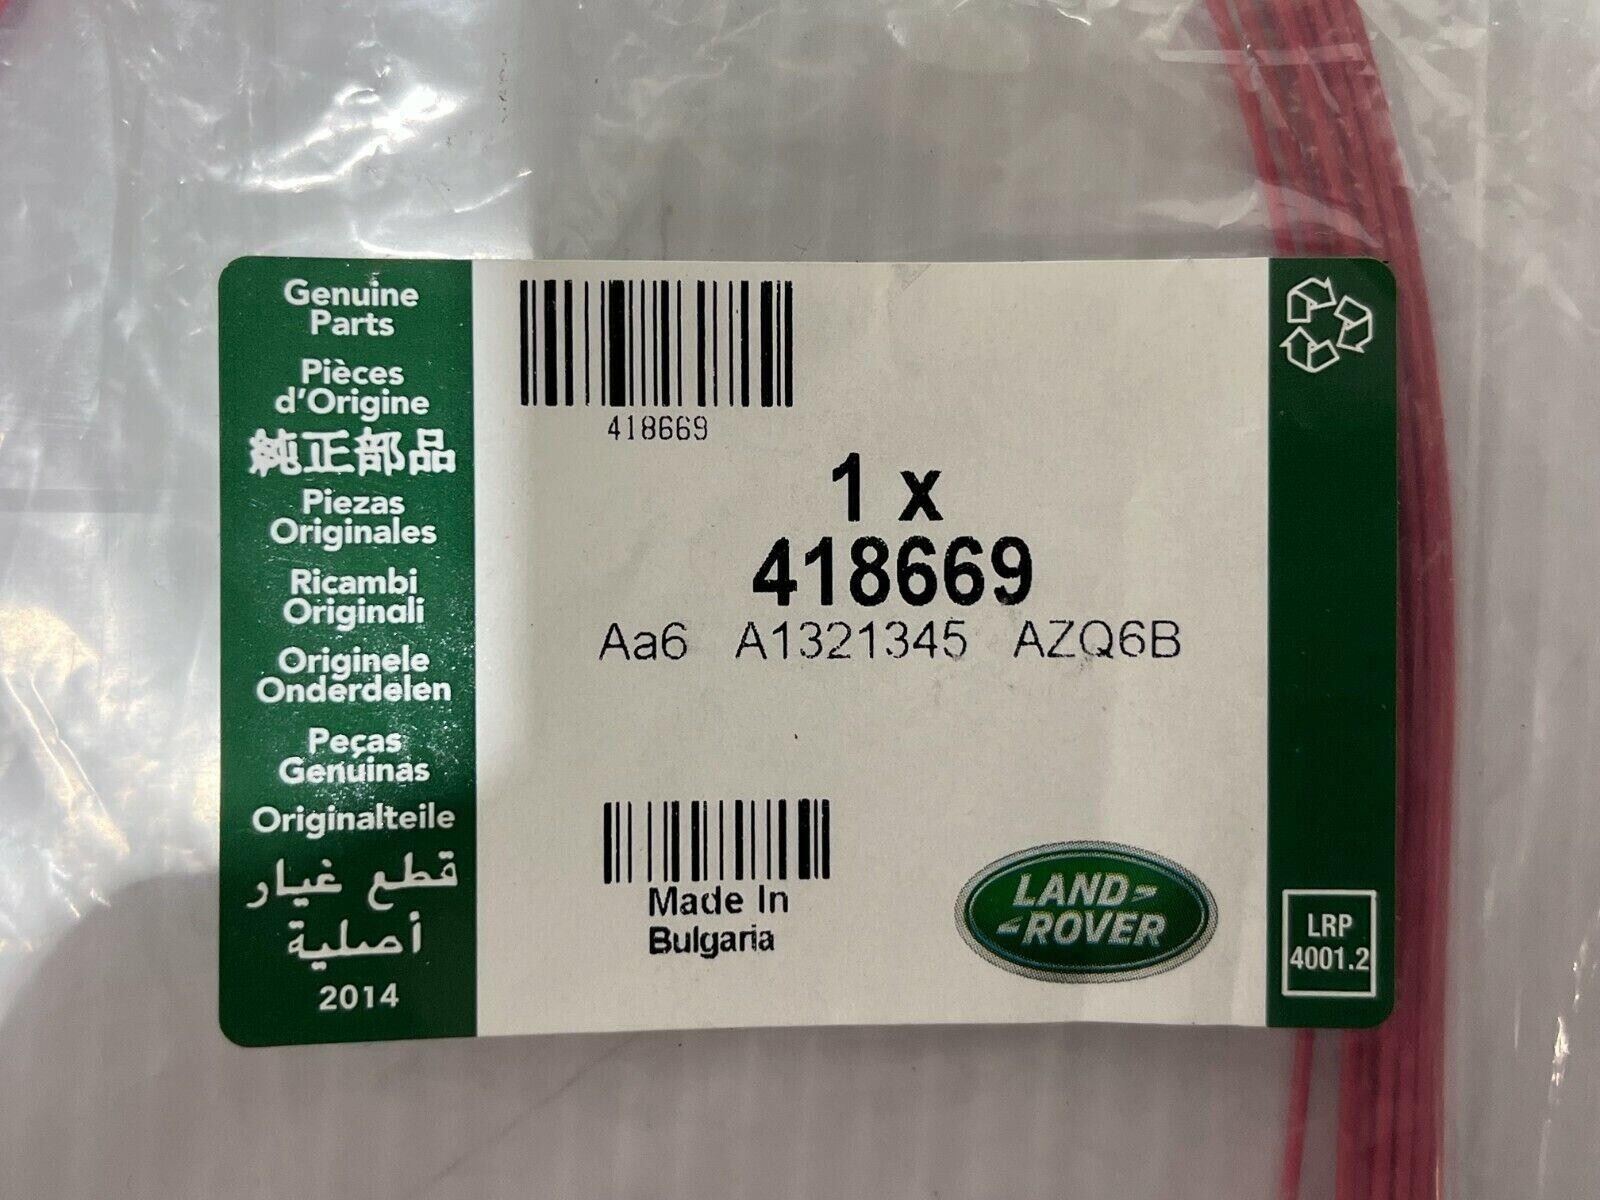 Genuine
Parts
Pièces
d'Origine
純正部品
Piezas
Originales
Ricambi
Originali
Originele
Onderdelen
Peças
Genuinas
Originalteile
قطع غيار
أصلية
2014
418669
1 x
418669
Aa6 A1321345 AZQ6B
Made In
Bulgaria
LAND-
-ROVER
LRP
4001.2